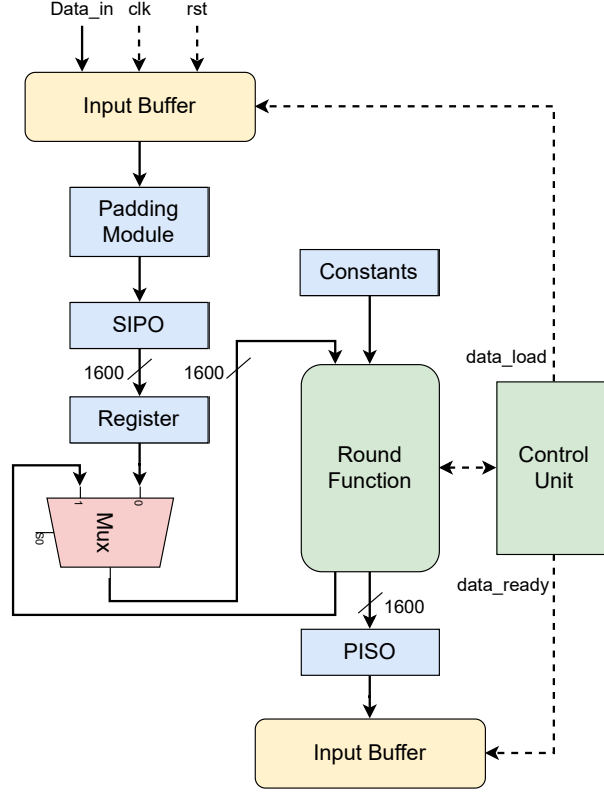 Data_in clk rst
Input Buffer
Padding
Module
Constants
SIPO
data_load
1600 1600
Register
Round
Function
Control
Unit
1 0
S0
Mux
data_ready
1600
PISO
Input Buffer